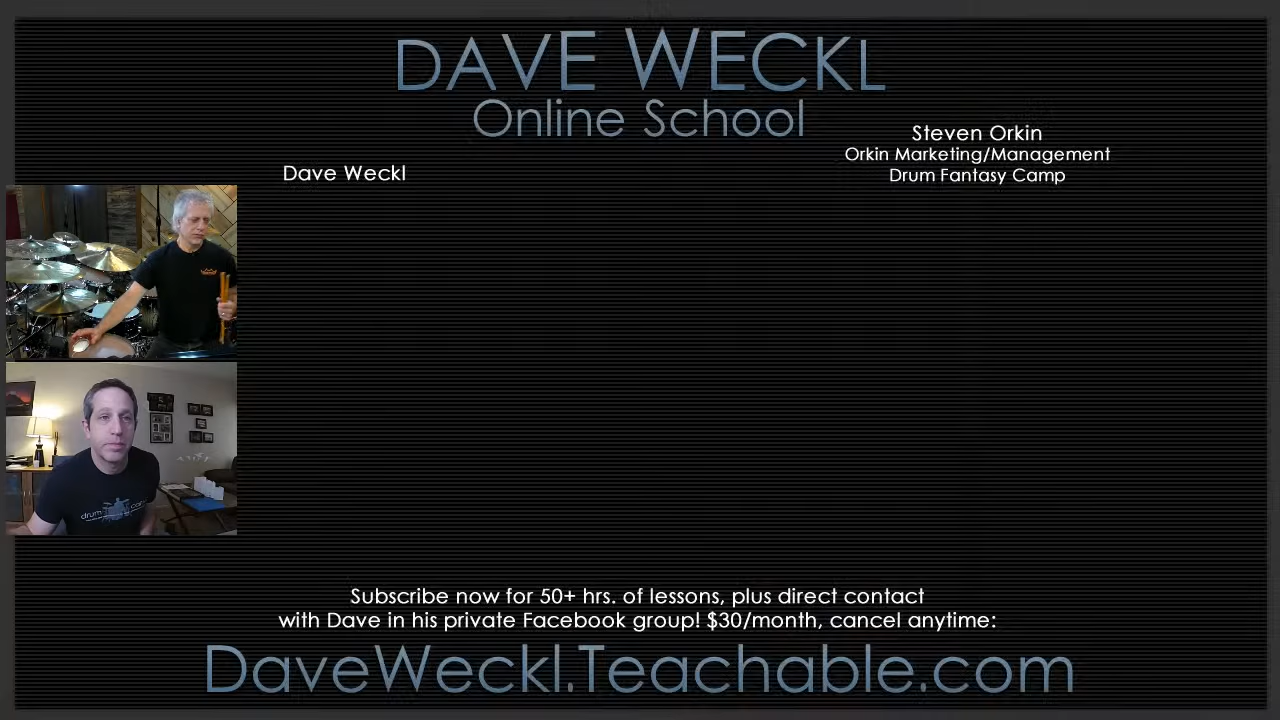 DAVE WECKL
Online School
Steven Orkin
Orkin Marketing/Management
Drum Fantasy Camp
Dave Weckl
Subscribe now for 50+ hrs. of lessons, plus direct contact
with Dave in his private Facebook group! $30/month, cancel anytime:
DaveWeckl.Teachable.com